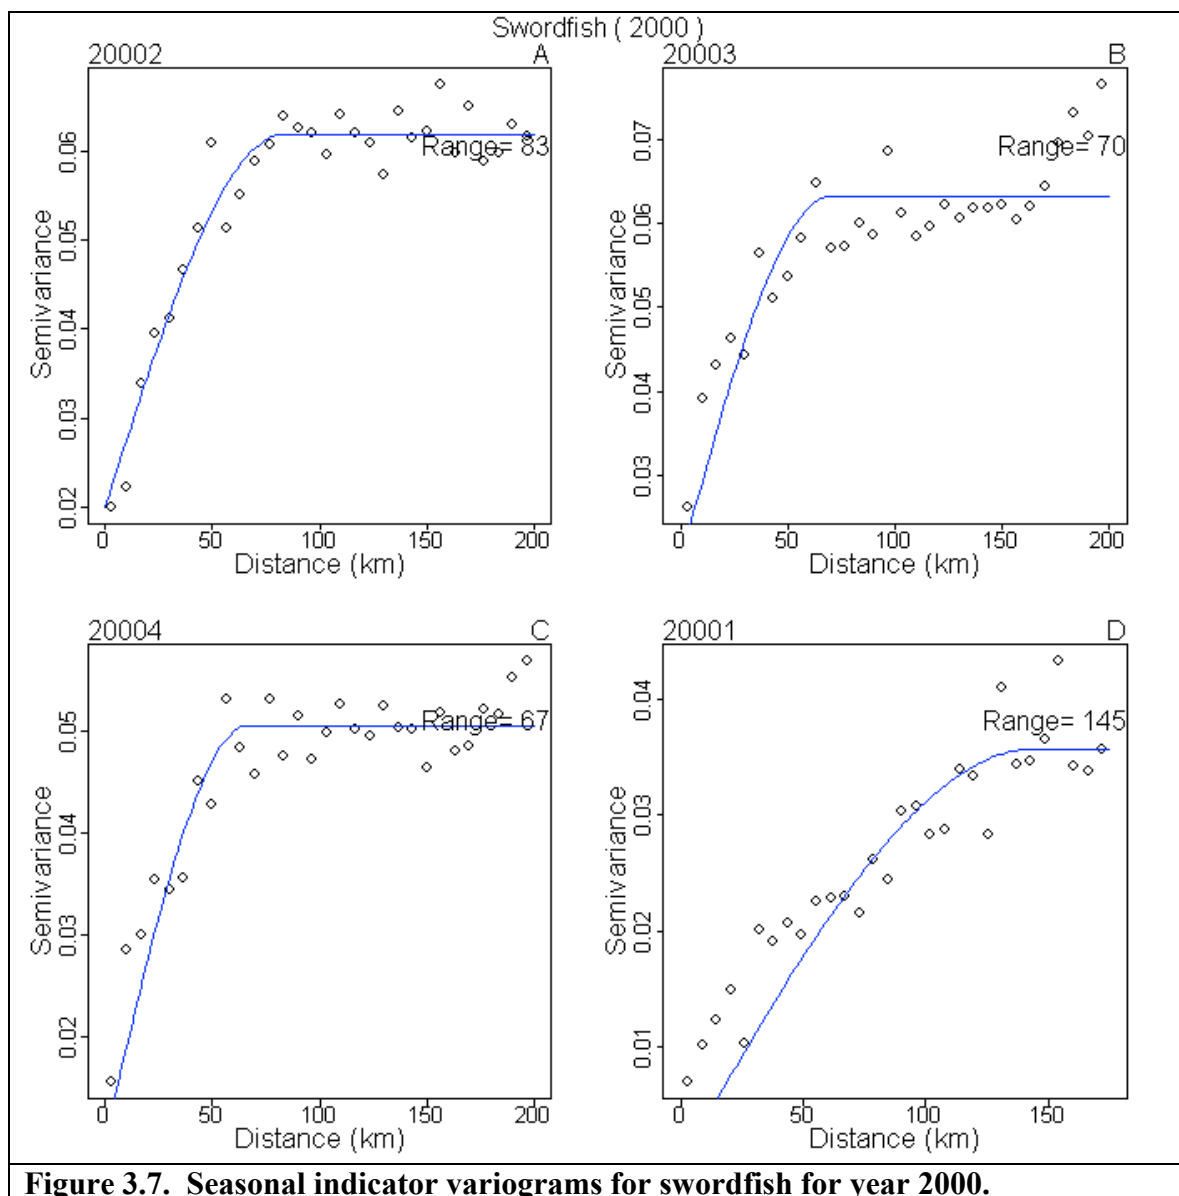 Swordfish ( 2000 )
20002 A
0.06
0.05
0.04
0.03
0.02
Semivariance
Range= 83
0 50 100 150 200
Distance (km)
20003 B
0.07
0.06
0.05
0.04
0.03
Semivariance
Range= 70
0 50 100 150 200
Distance (km)
20004 C
0.05
0.04
0.03
0.02
Semivariance
Range= 67
0 50 100 150 200
Distance (km)
20001 D
0.04
0.03
0.02
0.01
Semivariance
Range= 145
0 50 100 150
Distance (km)
Figure 3.7. Seasonal indicator variograms for swordfish for year 2000.